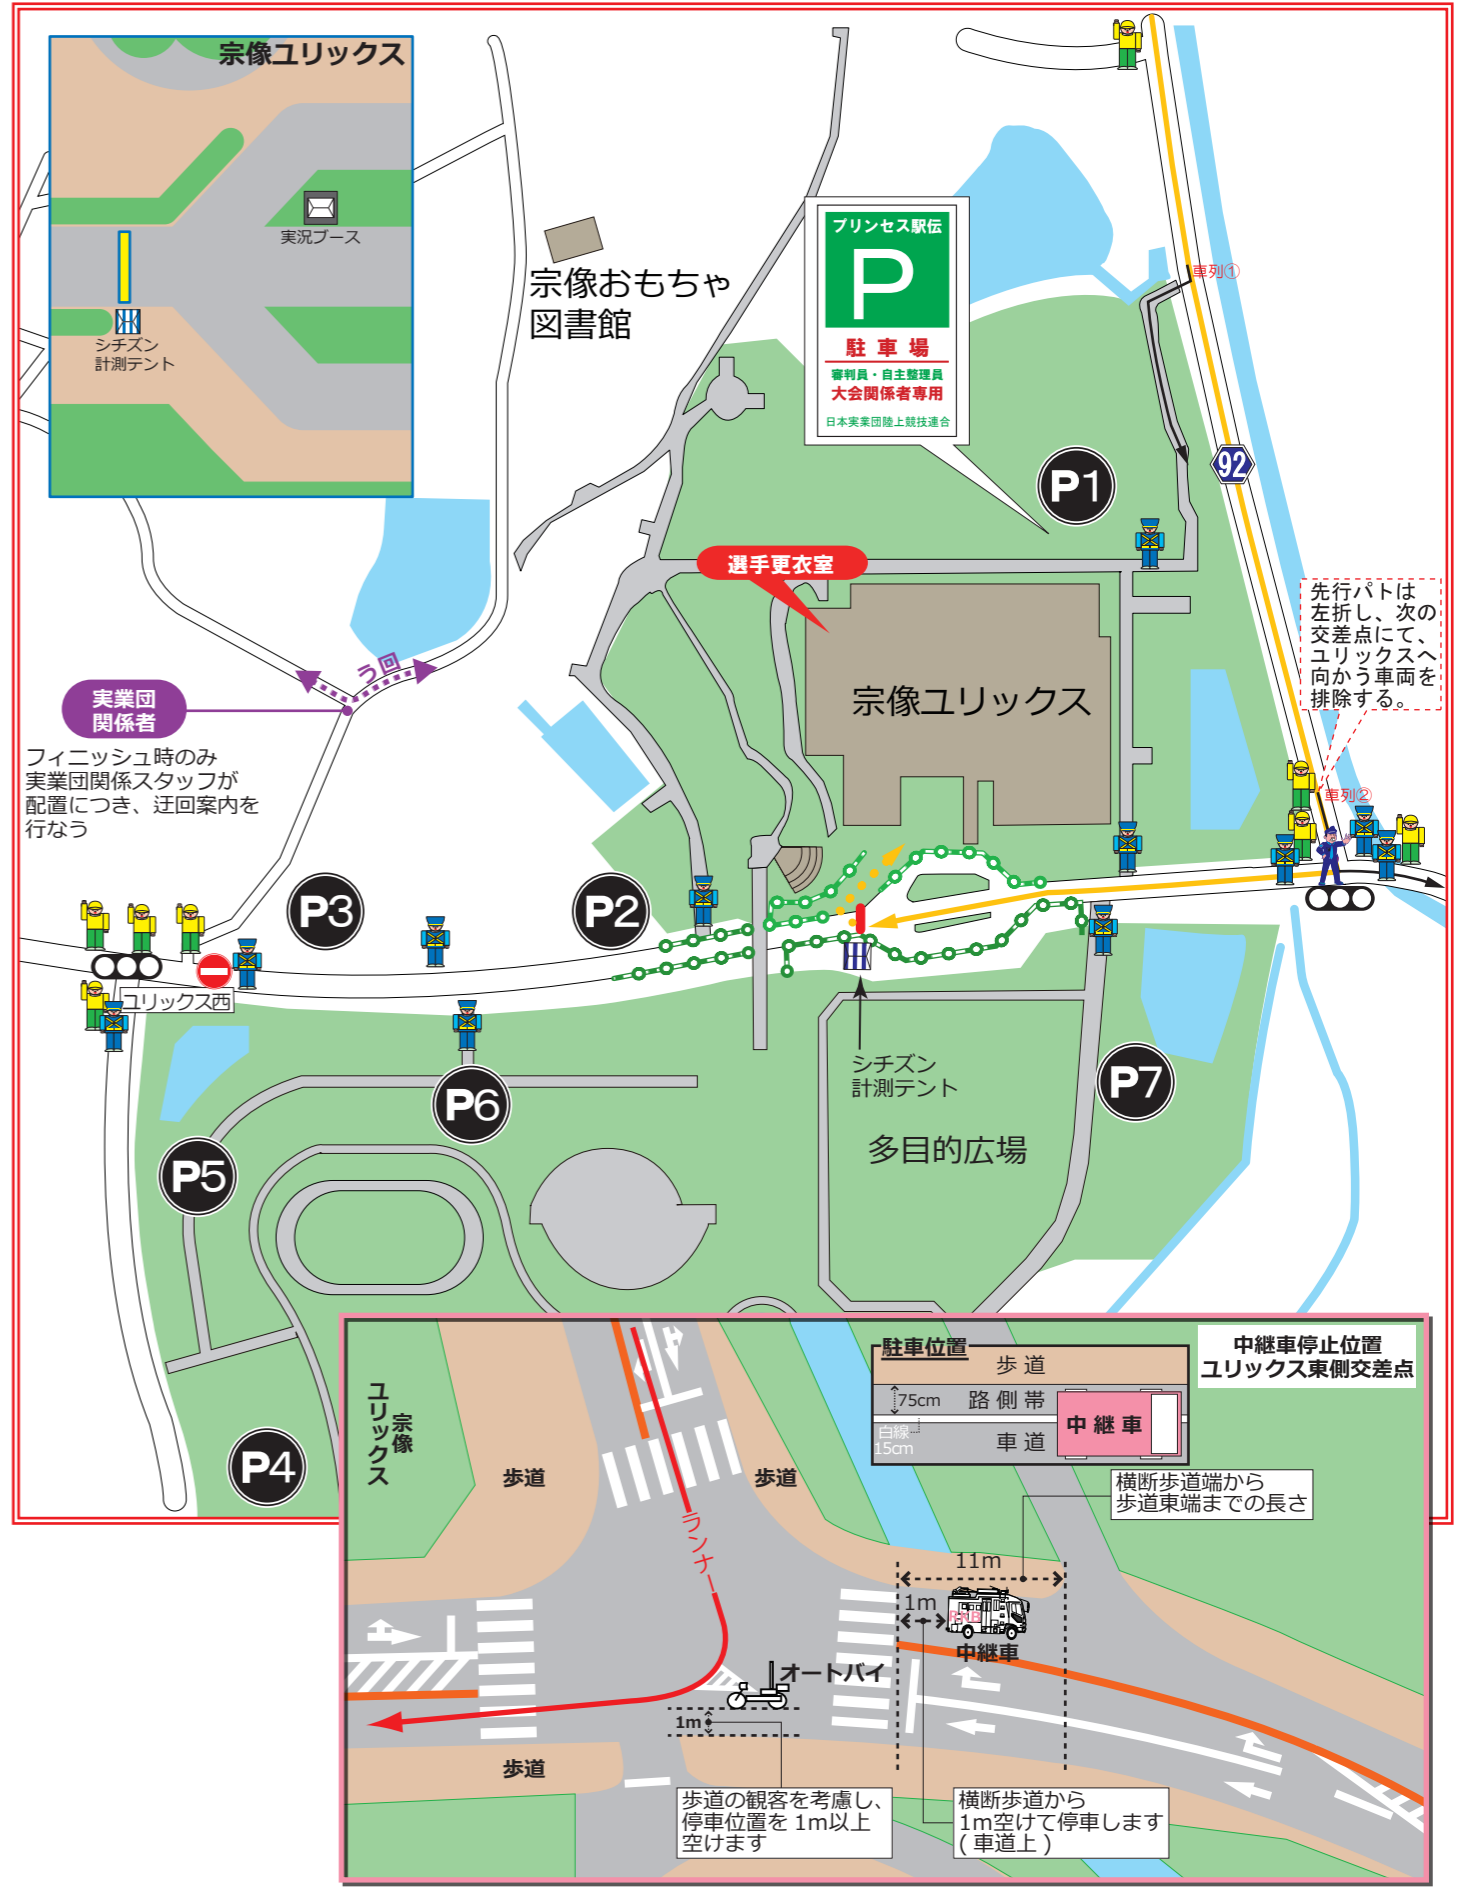 宗像ユリックス
実況ブース
シチズン
計測テント
宗像おもちゃ
図書館
プリンセス駅伝
P
駐車場
審判員・自主整理員
大会関係者専用
日本実業団陸上競技連合
車列①
92
P1
選手更衣室
先行パトは
左折し、次の
交差点にて、
ユリックスへ
向かう車両を
排除する。
う回
実業団
関係者
フィニッシュ時のみ
実業団関係スタッフが
配置につき、迂回案内を
行なう
宗像ユリックス
車列②
P3
P2
ユリックス西
シチズン
計測テント
P7
P6
多目的広場
P5
P4
中継車停止位置
ユリックス東側交差点
駐車位置
歩道
75cm
路側帯
中継車
白線
15cm
車道
宗像
ユリックス
歩道
歩道
横断歩道端から
歩道東端までの長さ
ランナー
11m
1m
RKB
中継車
オートバイ
1m
歩道
歩道の観客を考慮し、
停車位置を 1m以上
空けます
横断歩道から
1m空けて停車します
( 車道上 )